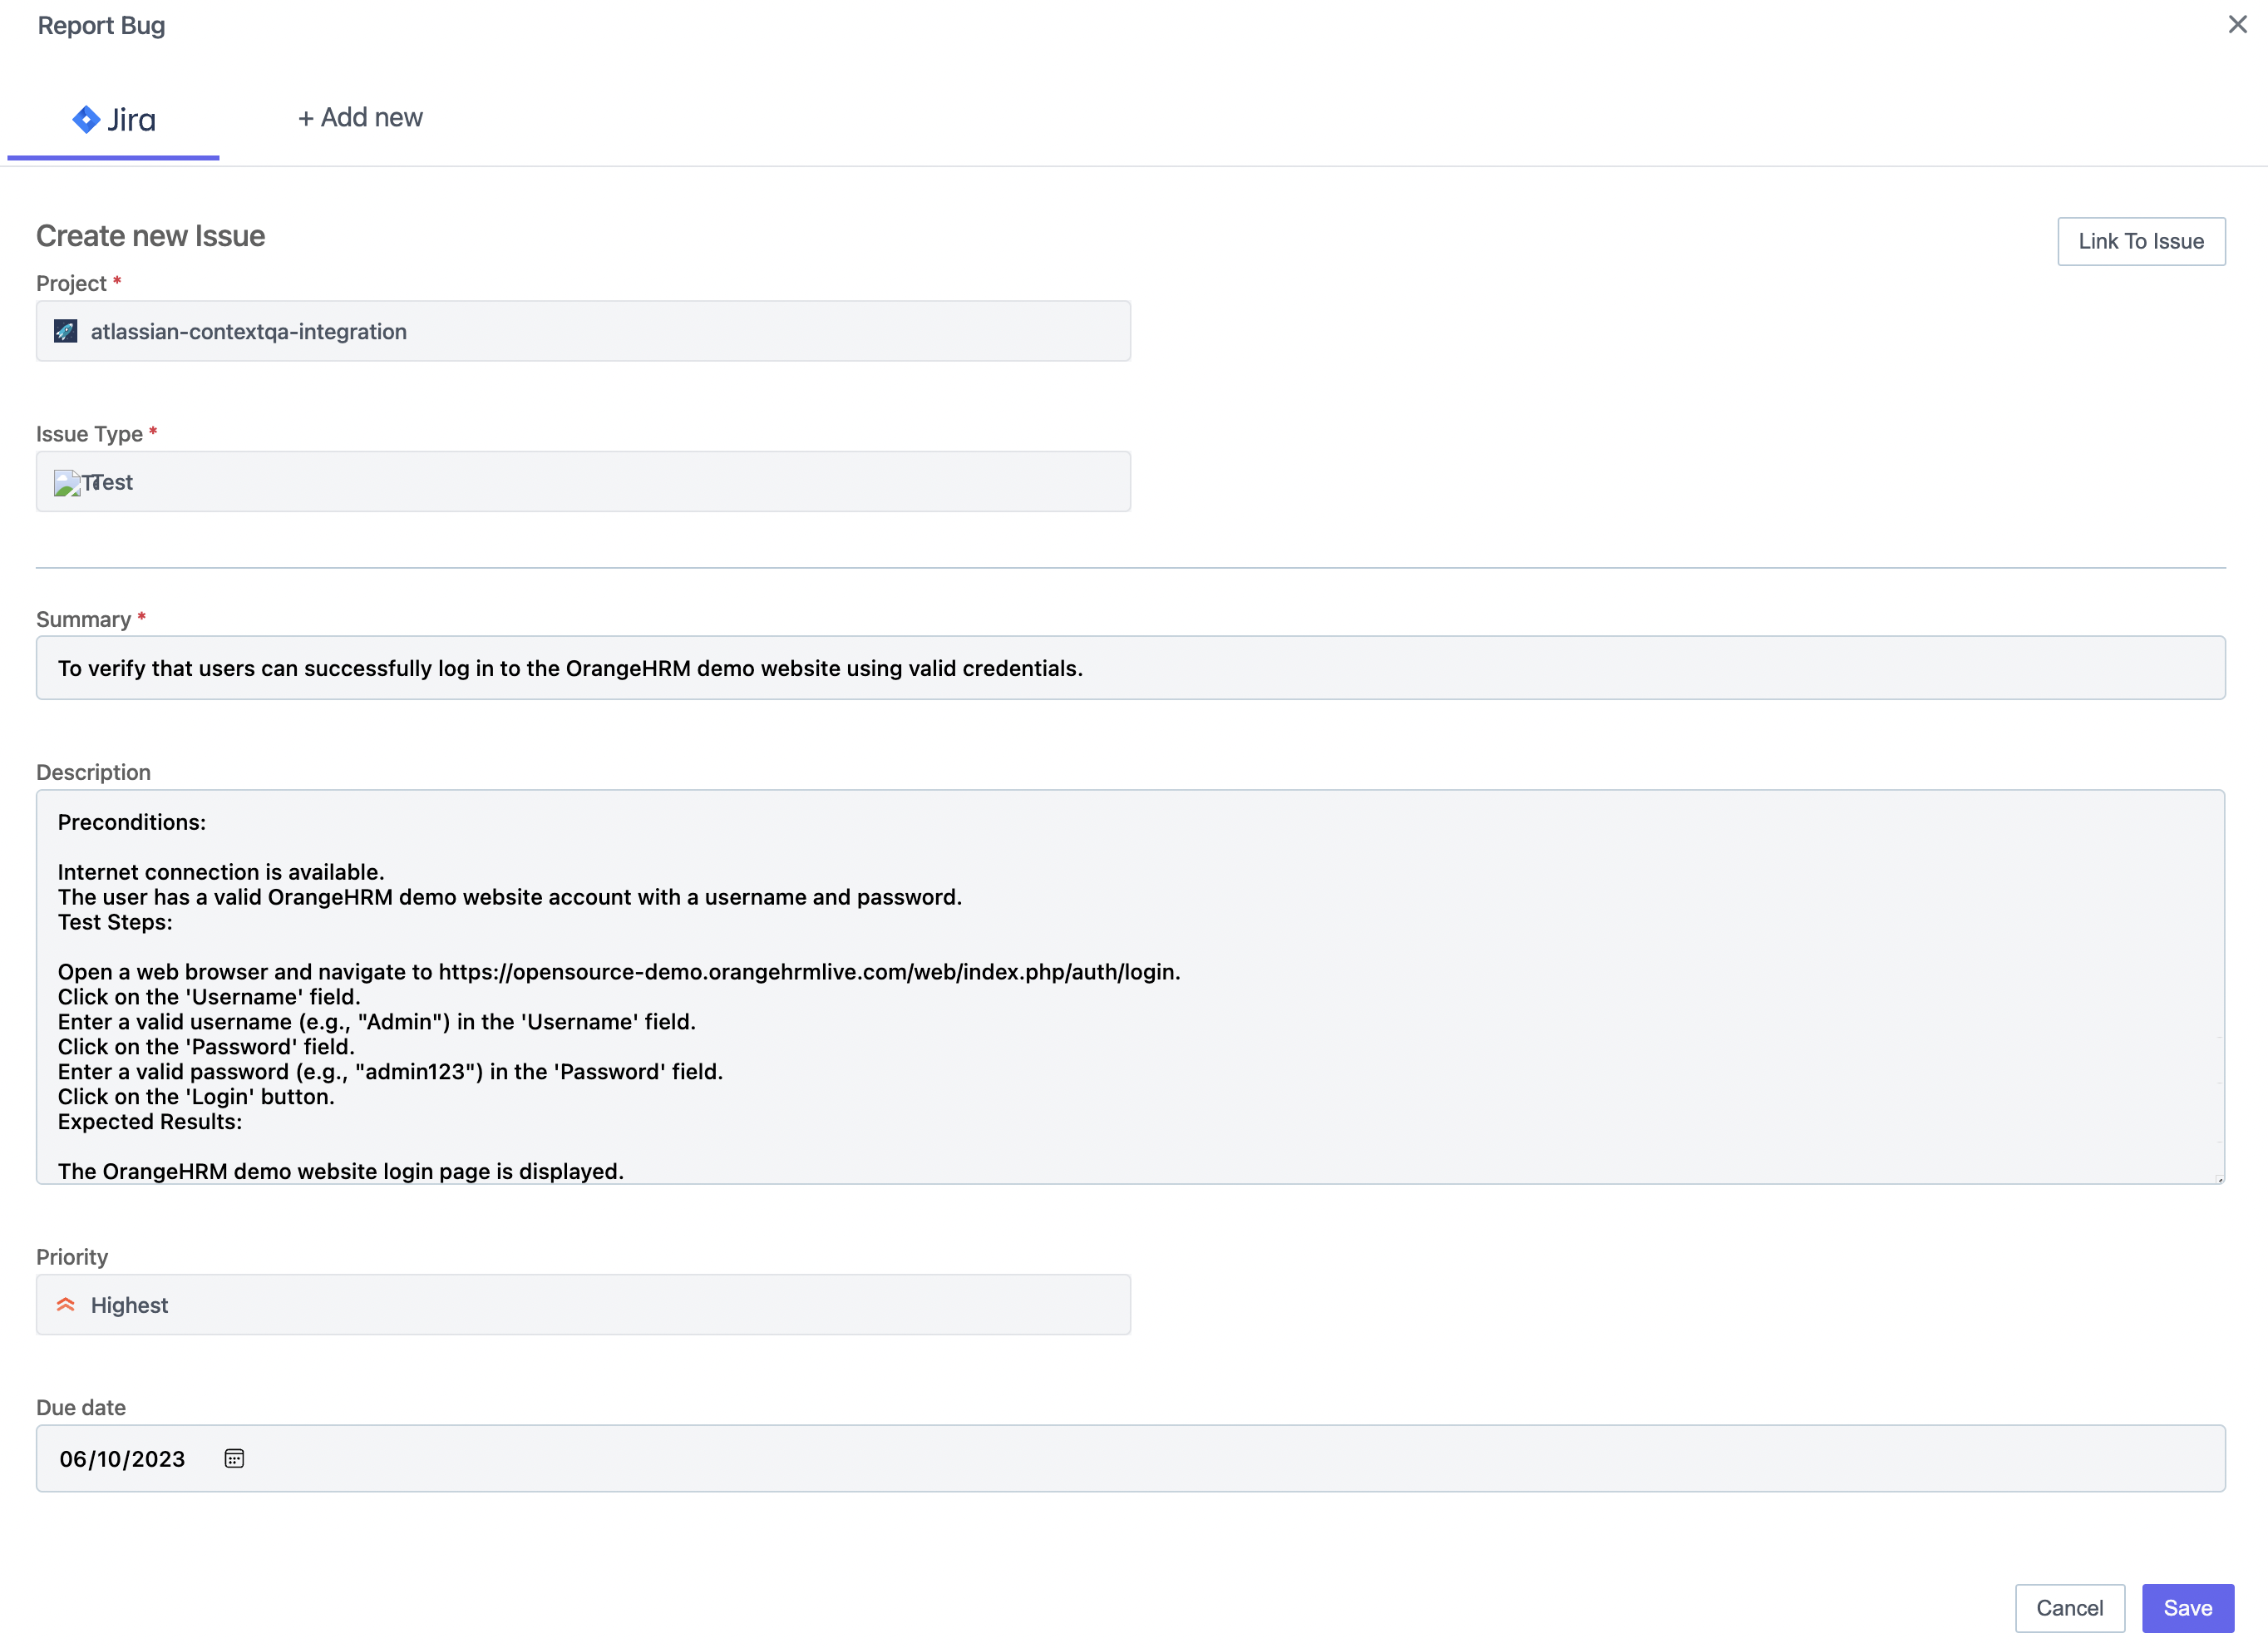 Report Bug
Jira
+ Add new
Create new Issue
Link To Issue
Project *
atlassian-contextqa-integration
Issue Type *
Test
Summary *
To verify that users can successfully log in to the OrangeHRM demo website using valid credentials.
Description
Preconditions:
Internet connection is available.
The user has a valid OrangeHRM demo website account with a username and password.
Test Steps:
Open a web browser and navigate to https://opensource-demo.orangehrmlive.com/web/index.php/auth/login.
Click on the 'Username' field.
Enter a valid username (e.g., "Admin") in the 'Username' field.
Click on the 'Password' field.
Enter a valid password (e.g., "admin123") in the 'Password' field.
Click on the 'Login' button.
Expected Results:
The OrangeHRM demo website login page is displayed.
Priority
Highest
Due date
06/10/2023
Cancel
Save